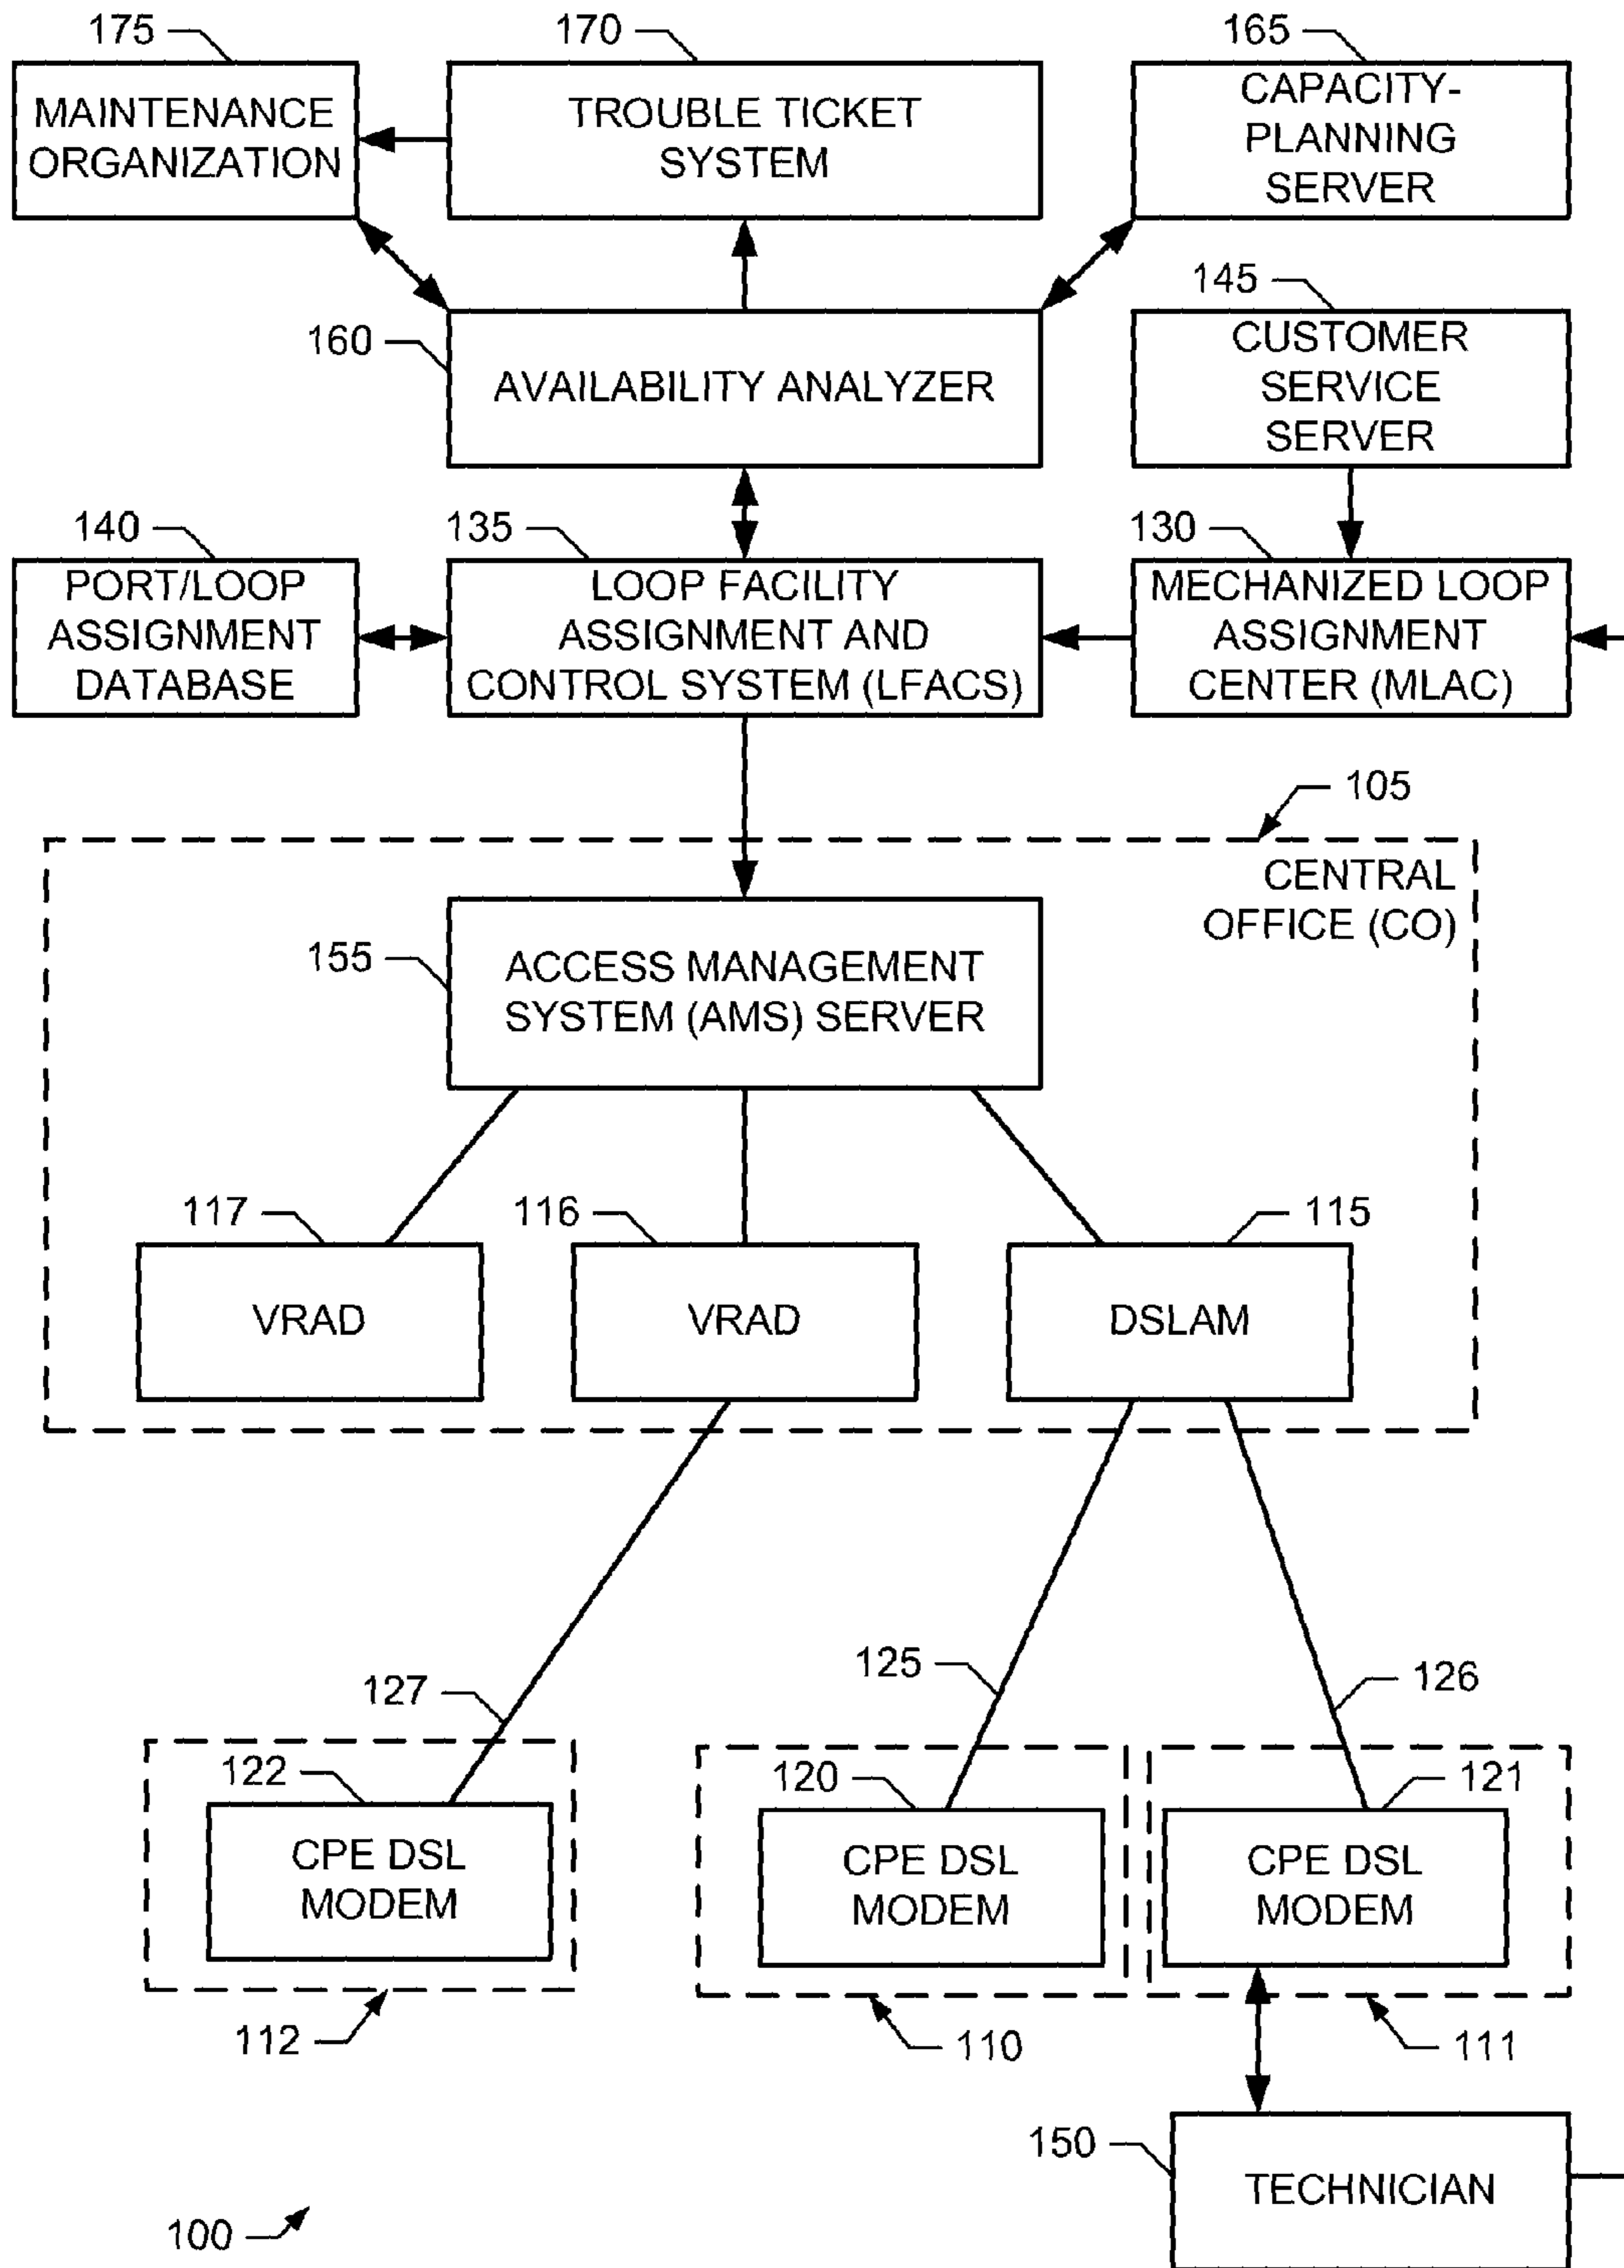 175
170
165
MAINTENANCE
ORGANIZATION
TROUBLE TICKET
SYSTEM
CAPACITY-
PLANNING
SERVER
145
160
AVAILABILITY ANALYZER
CUSTOMER
SERVICE
SERVER
140
135
130
PORT/LOOP
ASSIGNMENT
DATABASE
LOOP FACILITY
ASSIGNMENT AND
CONTROL SYSTEM (LFACS)
MECHANIZED LOOP
ASSIGNMENT
CENTER (MLAC)
105
CENTRAL
OFFICE (CO)
155
ACCESS MANAGEMENT
SYSTEM (AMS) SERVER
117
116
115
VRAD
VRAD
DSLAM
125
126
127
122
120
121
CPE DSL
MODEM
CPE DSL
MODEM
CPE DSL
MODEM
112
110
111
150
TECHNICIAN
100